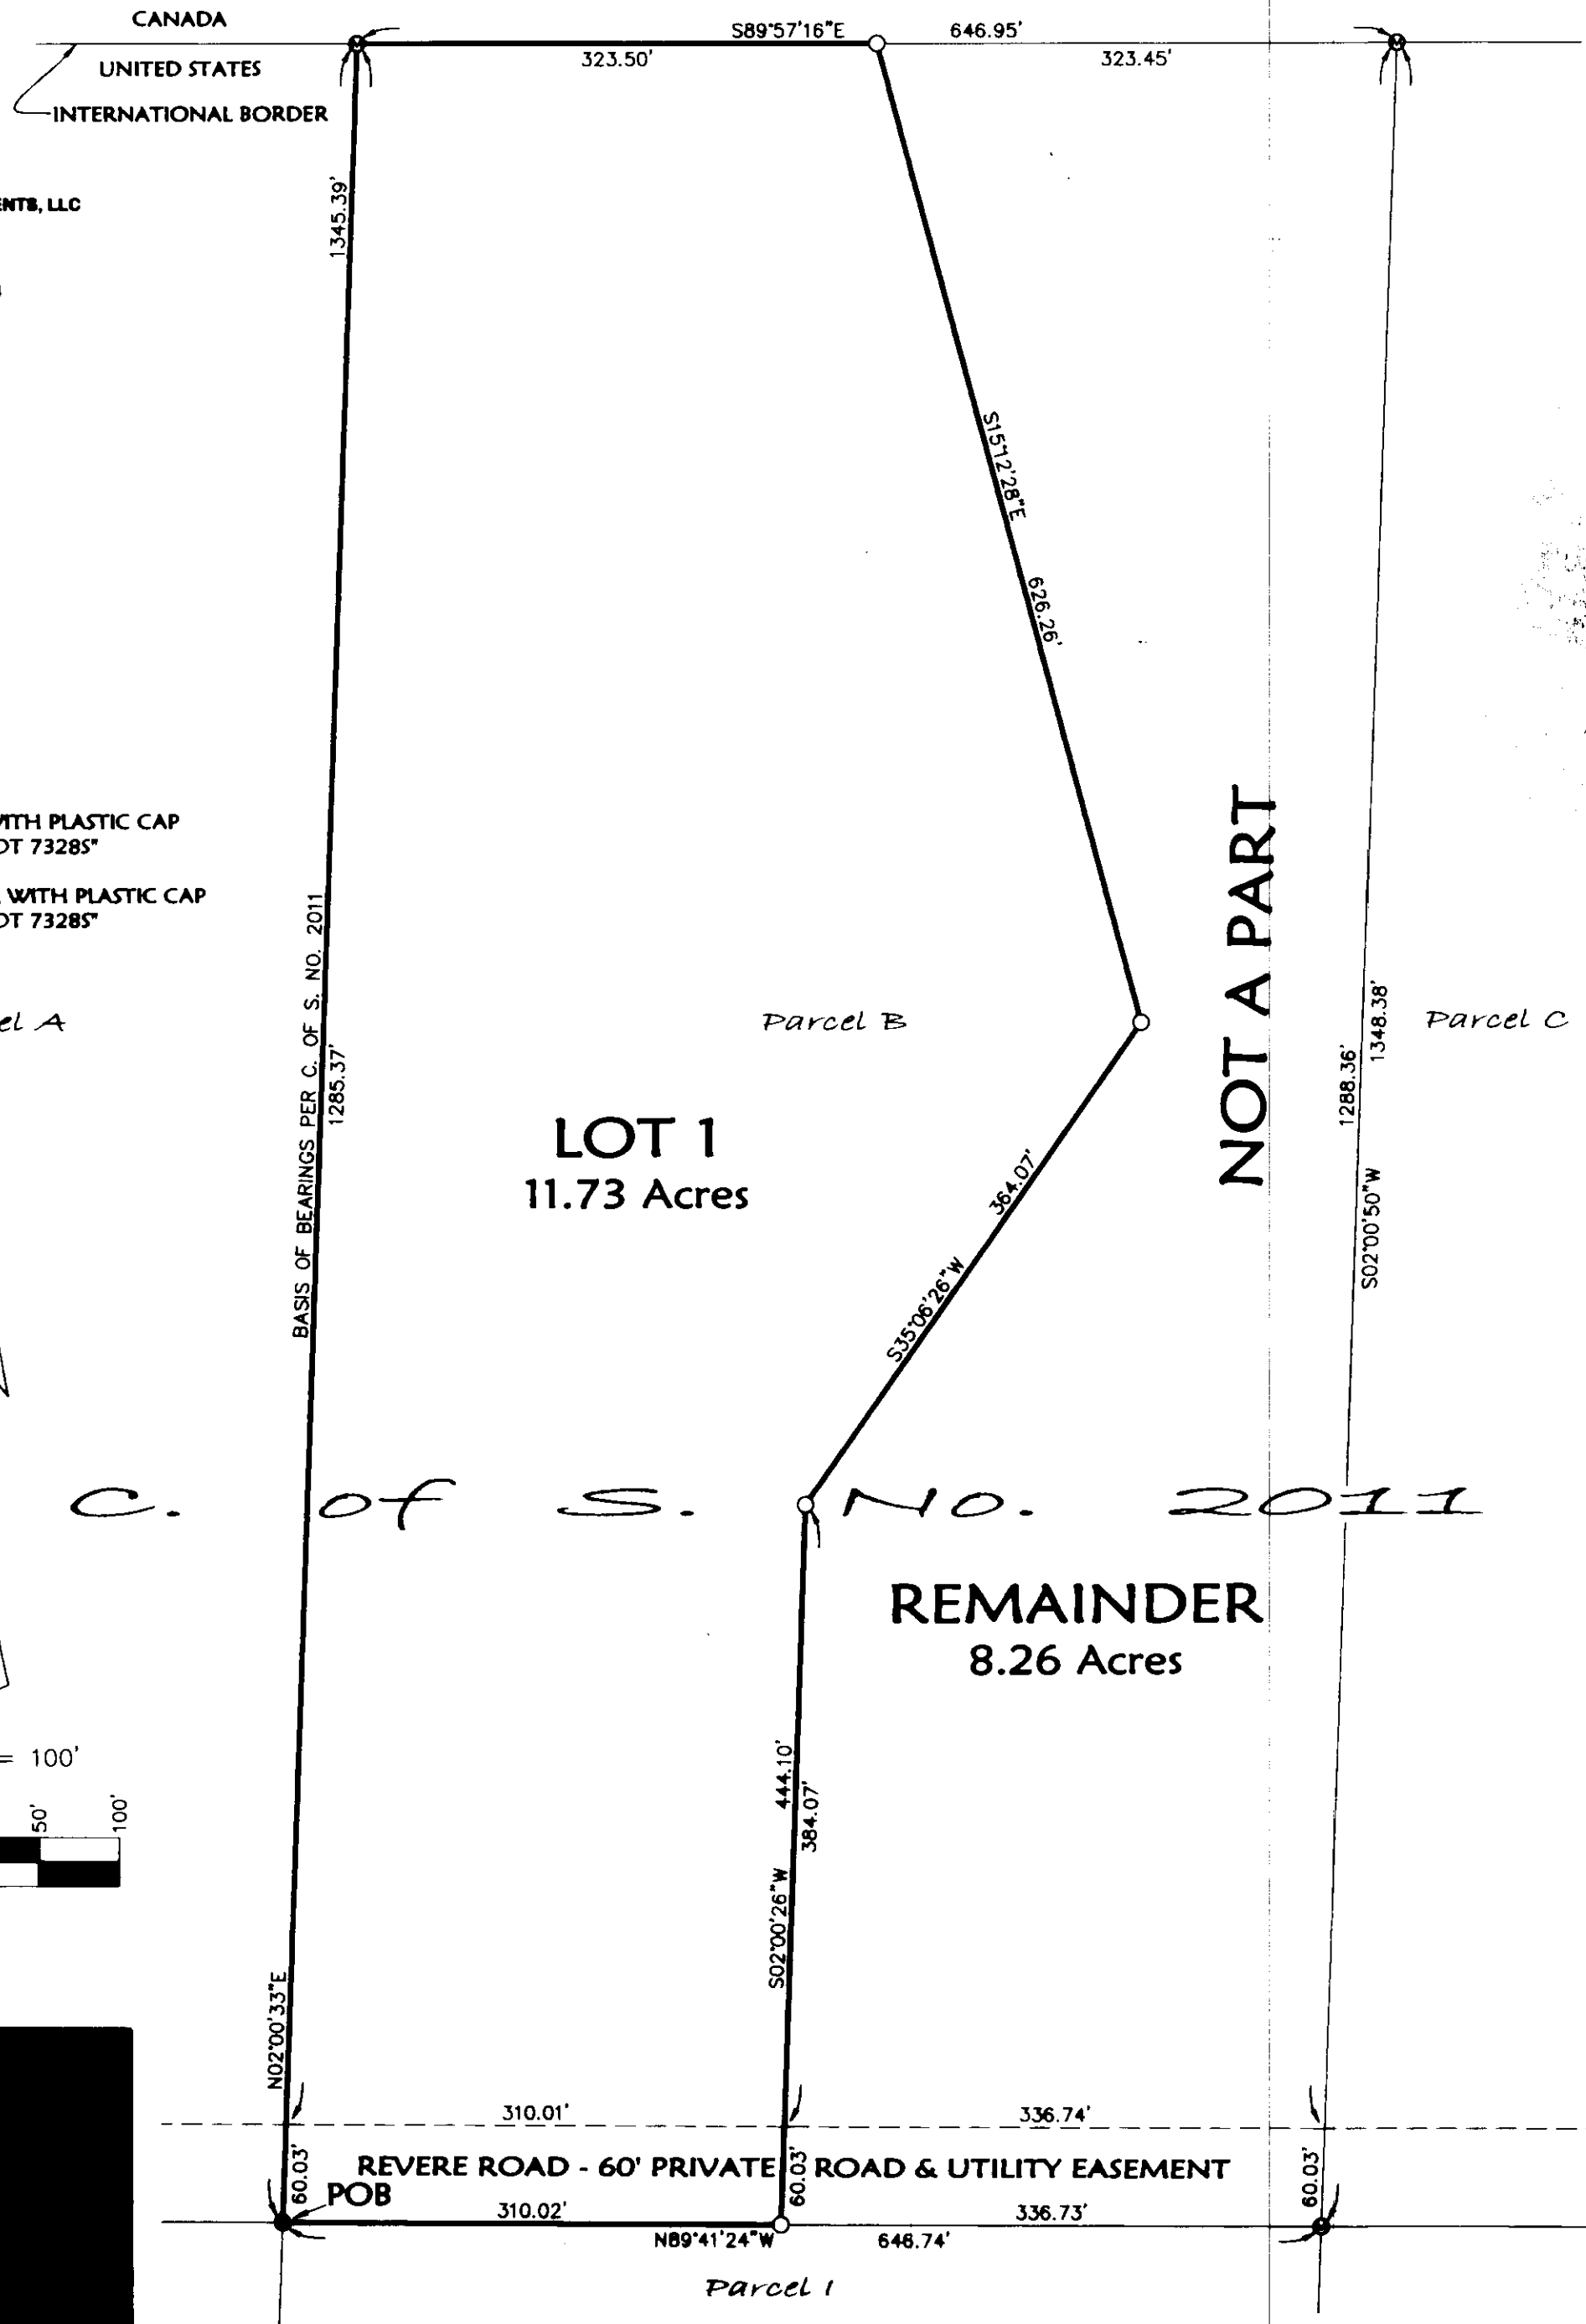 CANADA
S89°57'16"E
646.95'
323.50'
323.45'
UNITED STATES
INTERNATIONAL BORDER
1345.39'
ENTS, LLC
S15°12'28"E
626.26'
WITH PLASTIC CAP
OT 7328S"
WITH PLASTIC CAP
OT 7328S"
BASIS OF BEARINGS PER C. OF S. NO. 2011
1285.37'
el A
Parcel B
Parcel C
NOT A PART
1288.36'
1348.38'
S02°00'50"W
LOT 1
11.73 Acres
364.07'
S35°06'26"W
C. of S. No. 2011
REMAINDER
8.26 Acres
= 100'
50'
100'
444.10'
384.07'
S02°00'26"W
N02°00'33"E
310.01'
336.74'
60.03'
REVERE ROAD - 60' PRIVATE ROAD & UTILITY EASEMENT
60.03'
60.03'
POB
310.02'
336.73'
N89°41'24"W
646.74'
Parcel 1